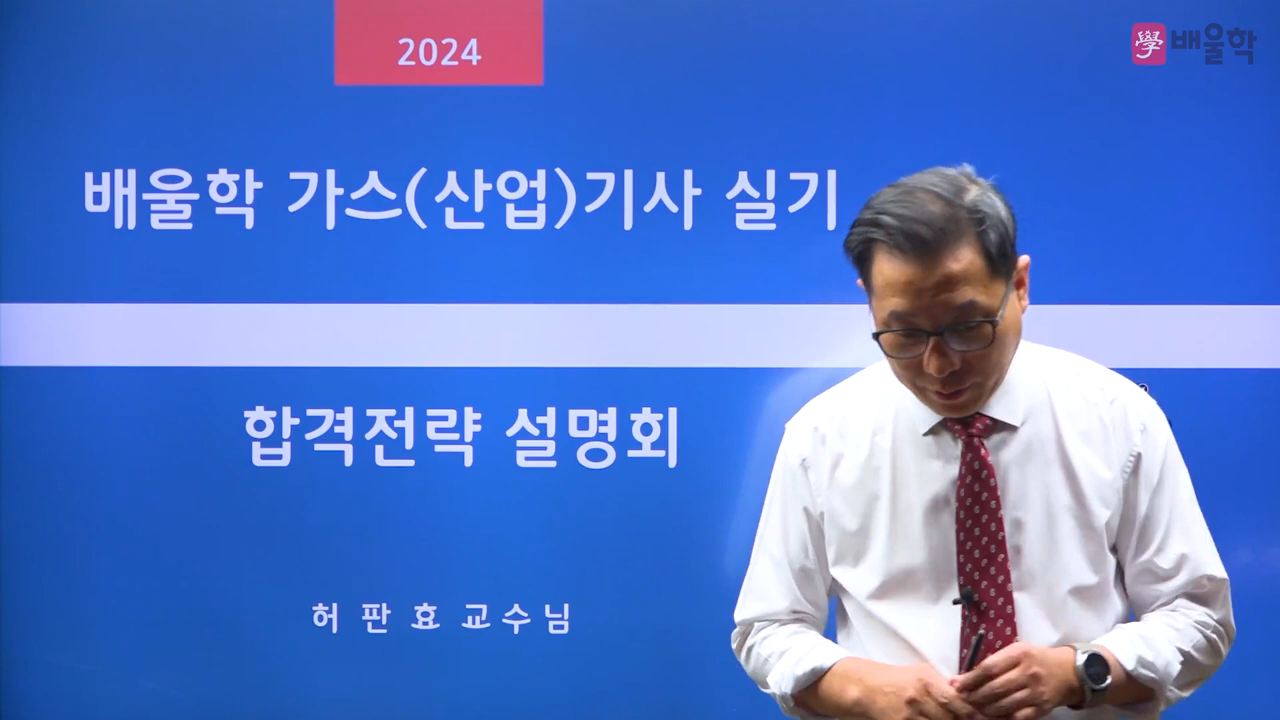 2024
學 배울학
배울학 가스(산업)기사 실기
합격전략 설명회
허판효 교수님